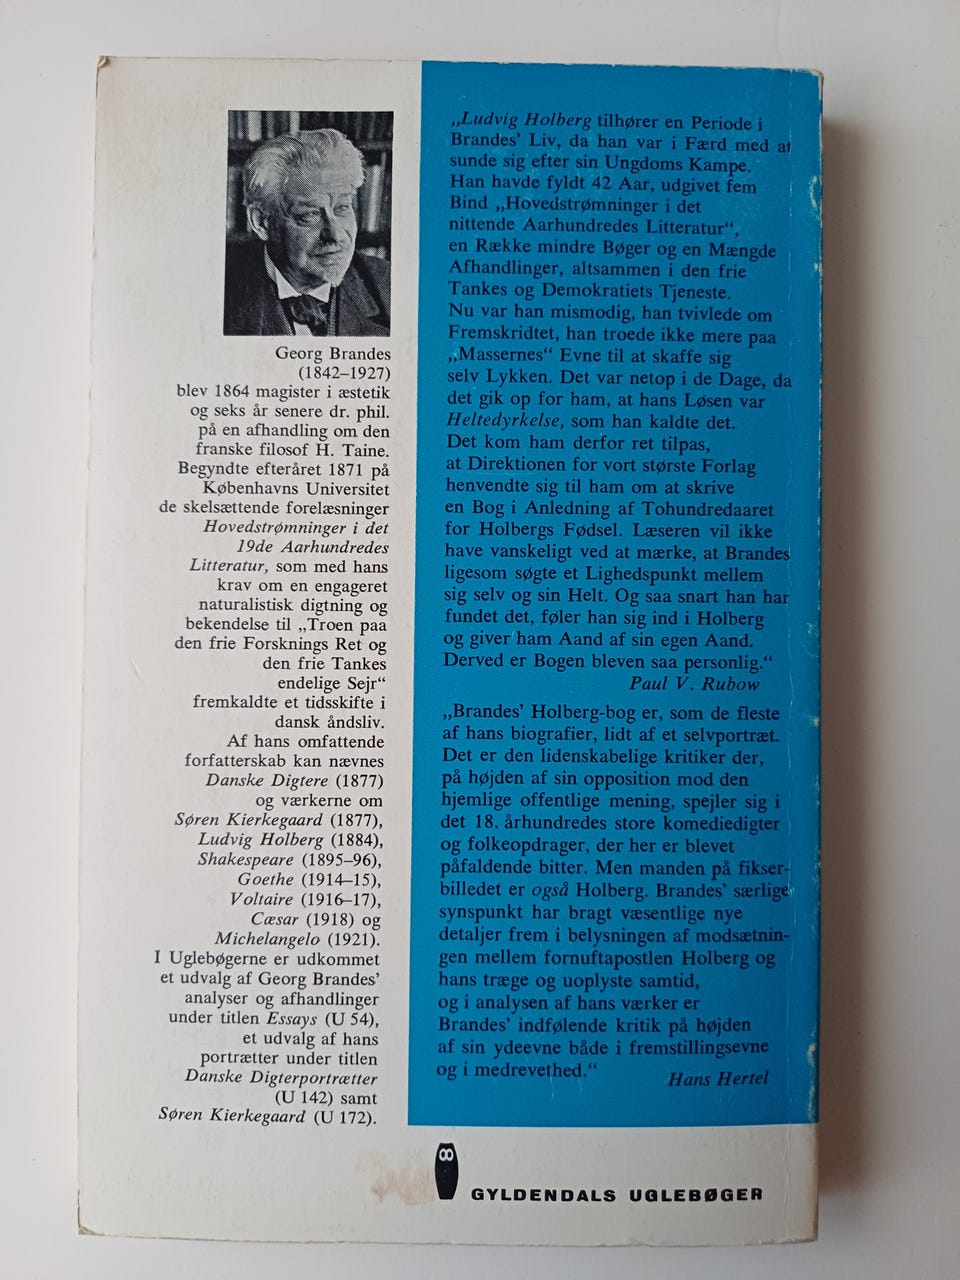 Georg Brandes
(1842–1927)
blev 1864 magister i æstetik
og seks år senere dr. phil.
på en afhandling om den
franske filosof H. Taine.
Begyndte efteråret 1871 på
Københavns Universitet
de skelsættende forelæsninger
Hovedstrømninger i det
19de Aarhundredes
Litteratur, som med hans
krav om en engageret
naturalistisk digtning og
bekendelse til „Troen paa
den frie Forsknings Ret og
den frie Tankes
endelige Sejr“
fremkaldte et tidsskifte i
dansk åndsliv.
Af hans omfattende
forfatterskab kan nævnes
Danske Digtere (1877)
og værkerne om
Søren Kierkegaard (1877),
Ludvig Holberg (1884),
Shakespeare (1895–96),
Goethe (1914–15),
Voltaire (1916–17),
Cæsar (1918) og
Michelangelo (1921).
I Uglebøgerne er udkommet
et udvalg af Georg Brandes’
analyser og afhandlinger
under titlen Essays (U 54),
et udvalg af hans
portrætter under titlen
Danske Digterportrætter
(U 142) samt
Søren Kierkegaard (U 172).
„Ludvig Holberg tilhører en Periode i
Brandes’ Liv, da han var i Færd med at
sunde sig efter sin Ungdoms Kampe.
Han havde fyldt 42 Aar, udgivet fem
Bind „Hovedstrømninger i det
nittende Aarhundredes Litteratur“,
en Række mindre Bøger og en Mængde
Afhandlinger, altsammen i den frie
Tankes og Demokratiets Tjeneste.
Nu var han mismodig, han tvivlede om
Fremskridtet, han troede ikke mere paa
„Massernes“ Evne til at skaffe sig
selv Lykken. Det var netop i de Dage, da
det gik op for ham, at hans Løsen var
Heltedyrkelse, som han kaldte det.
Det kom ham derfor ret tilpas,
at Direktionen for vort største Forlag
henvendte sig til ham om at skrive
en Bog i Anledning af Tohundredaaret
for Holbergs Fødsel. Læseren vil ikke
have vanskeligt ved at mærke, at Brandes
ligesom søgte et Lighedspunkt mellem
sig selv og sin Helt. Og saa snart han har
fundet det, føler han sig ind i Holberg
og giver ham Aand af sin egen Aand.
Derved er Bogen bleven saa personlig.“
Paul V. Rubow
„Brandes’ Holberg-bog er, som de fleste
af hans biografier, lidt af et selvportræt.
Det er den lidenskabelige kritiker der,
på højden af sin opposition mod den
hjemlige offentlige mening, spejler sig i
det 18. århundredes store komediedigter
og folkeopdrager, der her er blevet
påfaldende bitter. Men manden på fikser-
billedet er også Holberg. Brandes’ særlige
synspunkt har bragt væsentlige nye
detaljer frem i belysningen af modsætnin-
gen mellem fornuftapostlen Holberg og
hans træge og uoplyste samtid,
og i analysen af hans værker er
Brandes’ indfølende kritik på højden
af sin ydeevne både i fremstillingsevne
og i medrevethed.“
Hans Hertel
GYLDENDALS UGLEBØGER